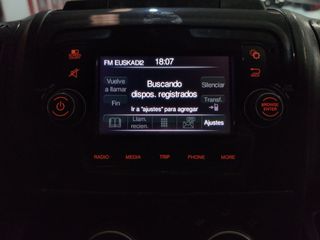 FM EUSKADI2 18:07
Vuelve
a llamar
Buscando
dispos. registrados
Silenciar
Fin
Ir a "ajustes" para agregar
Transf.
Llam.
recien.
Ajustes
BROWSE
ENTER
RADIO MEDIA TRIP PHONE MORE